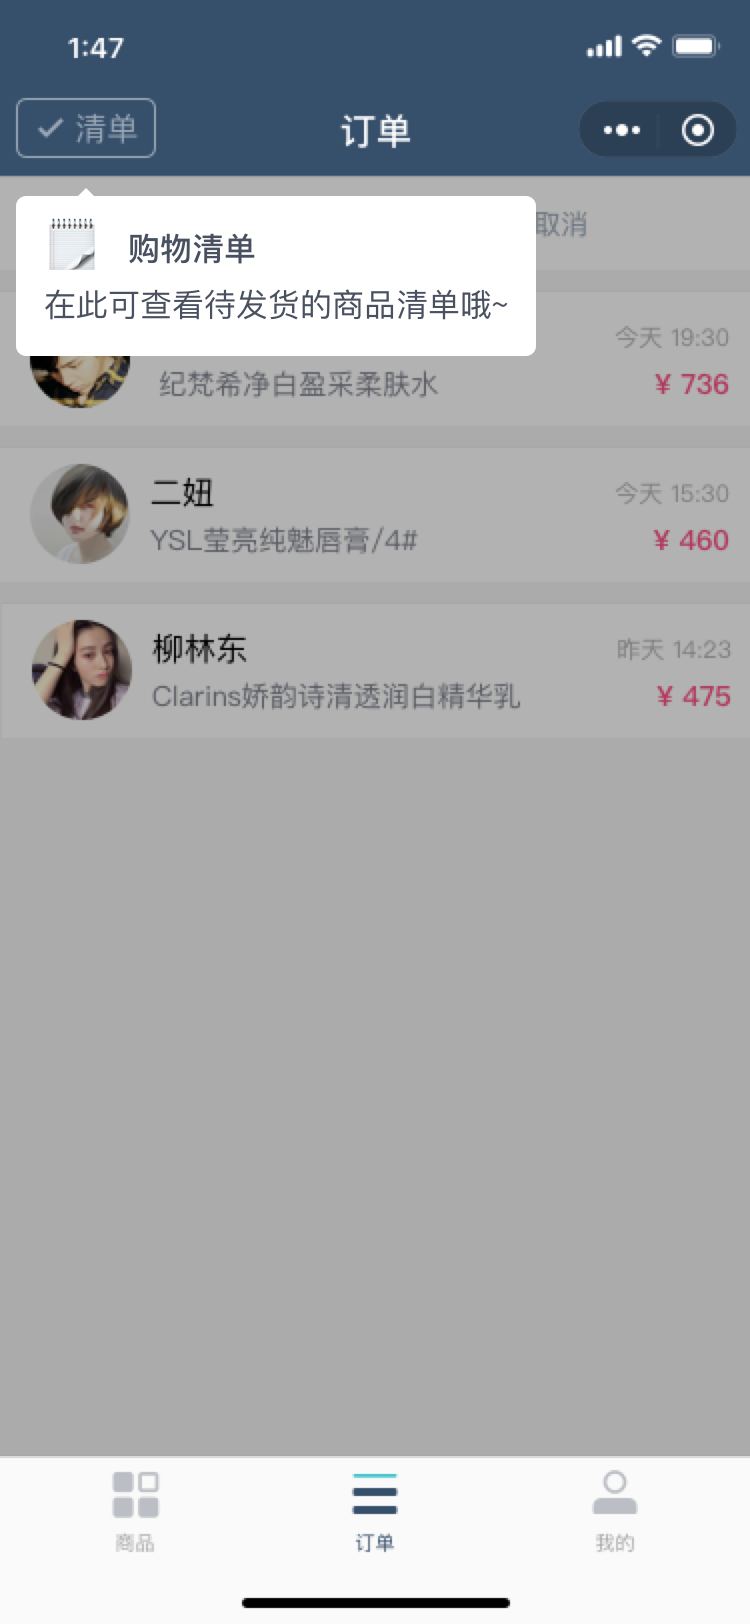 1:47
清单
订单
购物清单
在此可查看待发货的商品清单哦~
取消
今天 19:30
纪梵希净白盈采柔肤水
¥ 736
二妞
今天 15:30
YSL莹亮纯魅唇膏/4#
¥ 460
柳林东
昨天 14:23
Clarins娇韵诗清透润白精华乳
¥ 475
商品
订单
我的